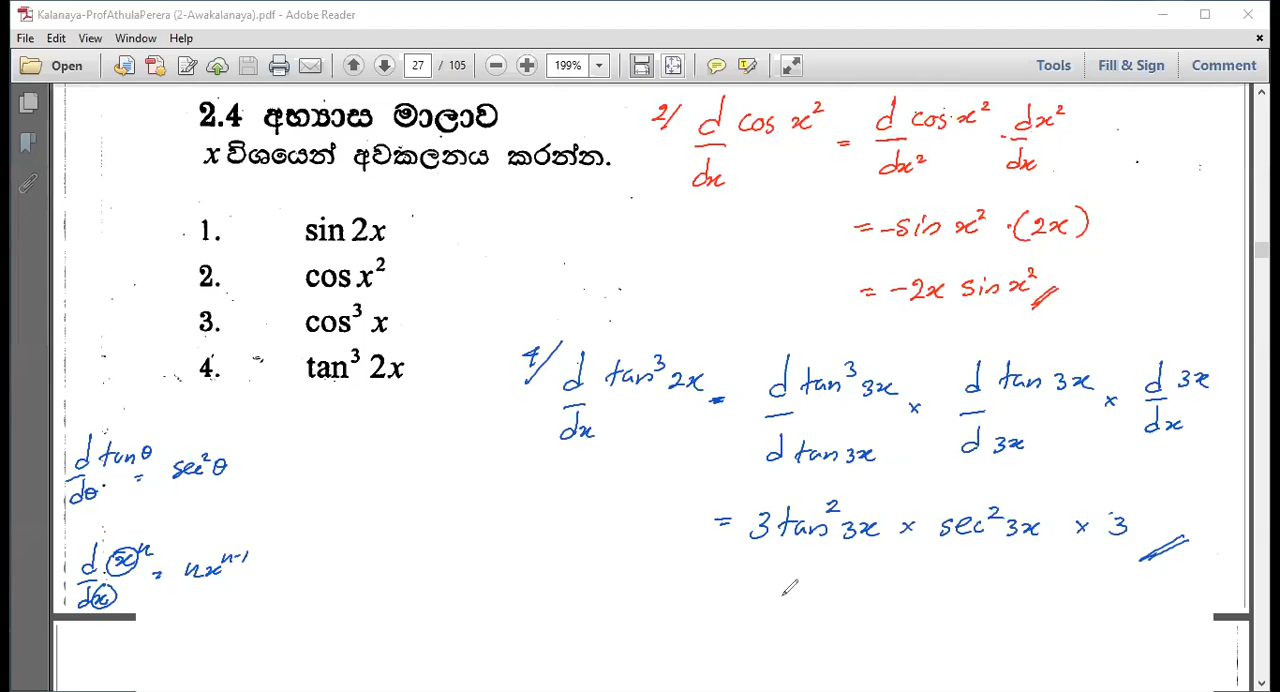 Kalanaya-ProfAthulaPerera (2-Awakalanaya).pdf - Adobe Reader
File Edit View Window Help
Open 27 / 105 199% Tools Fill & Sign Comment
2.4 අභ්‍යාස මාලාව
x විශයෙන් අවකලනය කරන්න.
1. sin 2x
2. cos x²
3. cos³ x
4. tan³ 2x
2/ d/dx cos x² = d cos x²/dx² · dx²/dx
= -sin x² · (2x)
= -2x sin x²
4/ d/dx tan³ 2x = d tan³ 3x/d tan 3x × d tan 3x/d 3x × d 3x/dx
= 3 tan² 3x × sec² 3x × 3
d tanθ/dθ = sec²θ
d xⁿ/dx = nxⁿ⁻¹